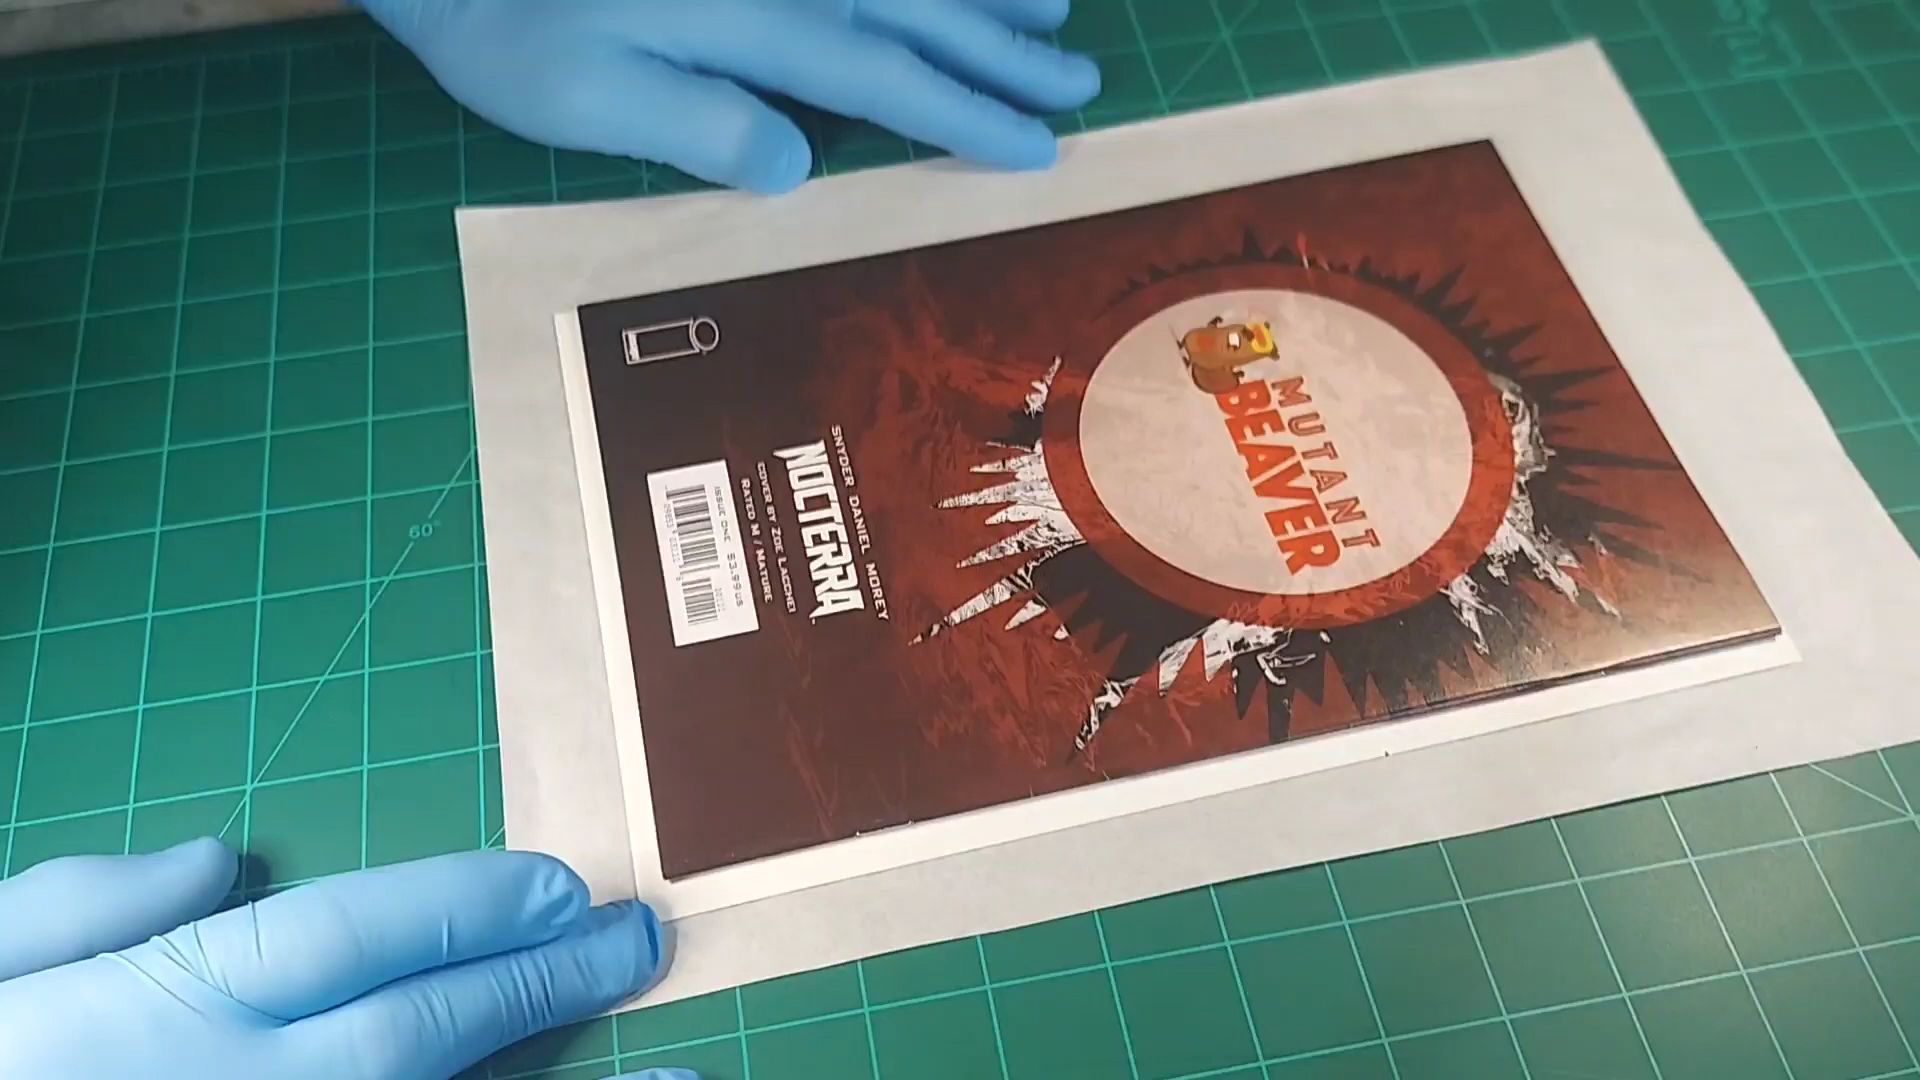 MUTANT
BEAVER
SNYDER DANIEL MOREY
NOCTERRA
COVER BY ZOE LACCHEI
RATED M / MATURE
ISSUE ONE $3.99 US
60°